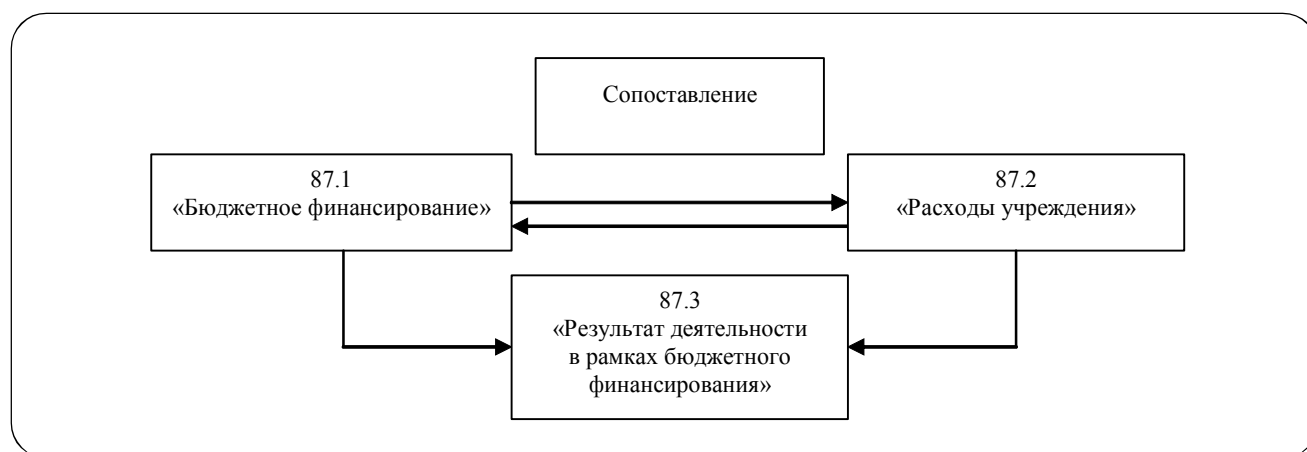 Сопоставление
87.1
«Бюджетное финансирование»
87.2
«Расходы учреждения»
87.3
«Результат деятельности
в рамках бюджетного
финансирования»